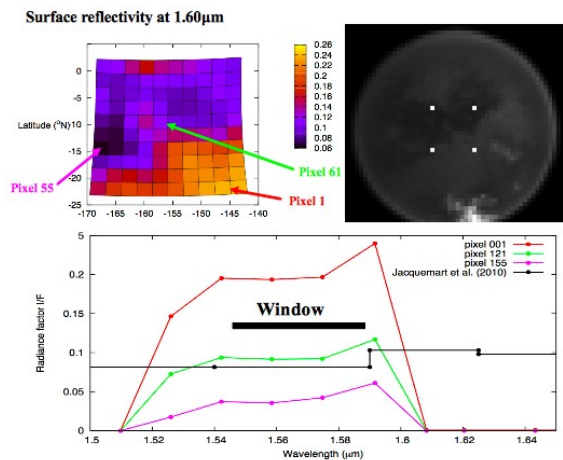 Surface reflectivity at 1.60μm
0.26
0.24
0.22
0.20
0.18
0.16
0.14
0.12
0.10
0.08
0.06
0
-5
Latitude (°N)-10
-15
-20
-25
-170 -165 -160 -155 -150 -145 -140
Pixel 55
Pixel 61
Pixel 1
pixel 001
pixel 121
pixel 155
Jacquemart et al. (2010)
Window
Radiance factor I/F
0.2
0.15
0.1
0.05
0
1.5 1.52 1.54 1.56 1.58 1.6 1.62 1.64
Wavelength (μm)